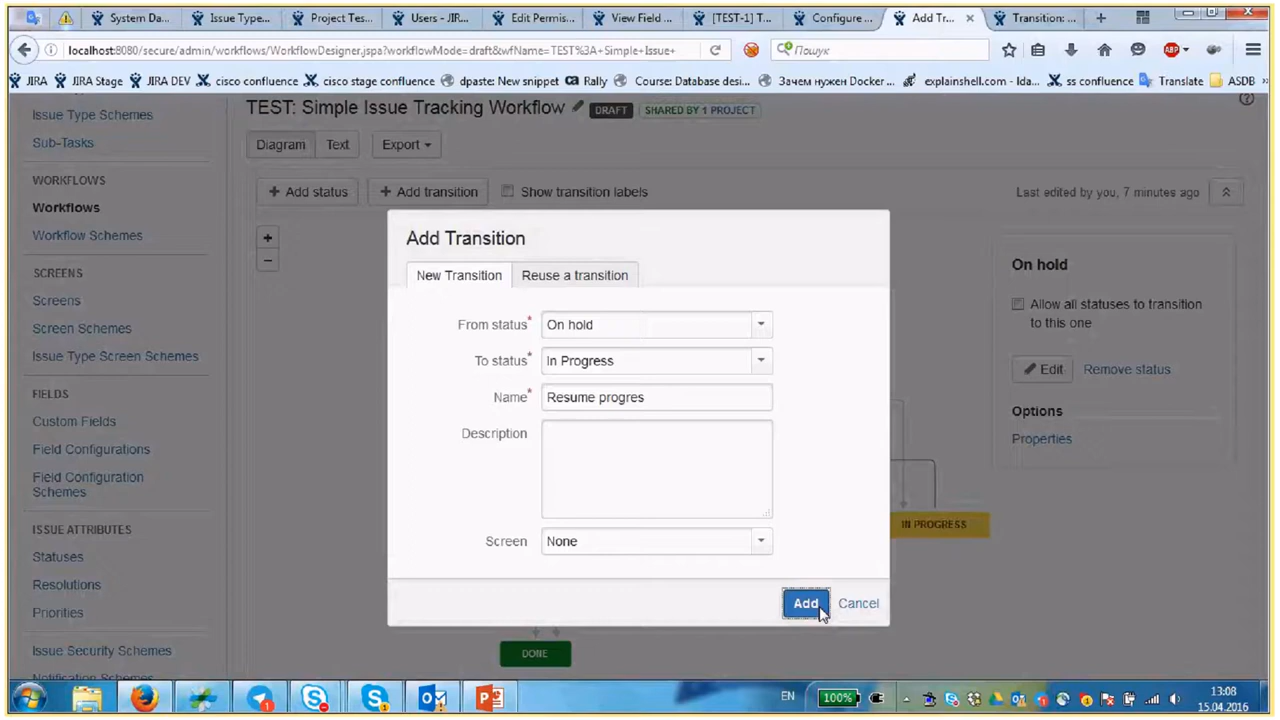 System Da...
Issue Type...
Project Tes...
Users - JIR...
Edit Permis...
View Field ...
[TEST-1] T...
Configure ...
Add Tr...
Transition: ...
localhost:8080/secure/admin/workflows/WorkflowDesigner.jspa?workflowMode=draft&wfName=TEST%3A+Simple+Issue+
Пошук
ABP
JIRA
JIRA Stage
JIRA DEV
cisco confluence
cisco stage confluence
dpaste: New snippet
Rally
Course: Database desi...
Зачем нужен Docker ...
explainshell.com - Ida...
ss confluence
Translate
ASDB
Issue Type Schemes
Sub-Tasks
WORKFLOWS
Workflows
Workflow Schemes
SCREENS
Screens
Screen Schemes
Issue Type Screen Schemes
FIELDS
Custom Fields
Field Configurations
Field Configuration
Schemes
ISSUE ATTRIBUTES
Statuses
Resolutions
Priorities
Issue Security Schemes
Notification Schemes
TEST: Simple Issue Tracking Workflow
DRAFT
SHARED BY 1 PROJECT
Diagram
Text
Export
+ Add status
+ Add transition
Show transition labels
Last edited by you, 7 minutes ago
+
−
Add Transition
New Transition
Reuse a transition
From status*
On hold
To status*
In Progress
Name*
Resume progres
Description
Screen
None
Add
Cancel
On hold
Allow all statuses to transition
to this one
Edit
Remove status
Options
Properties
IN PROGRESS
DONE
EN
100%
13:08
15.04.2016